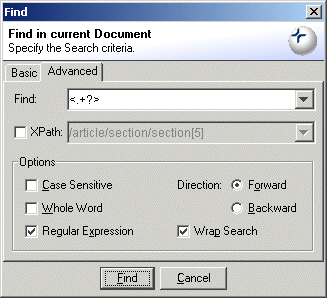 Find
Find in current Document
Specify the Search criteria.
Basic Advanced
Find: <.+?>
XPath: /article/section/section[5]
Options
Case Sensitive Direction: Forward
Whole Word Backward
Regular Expression Wrap Search
Find Cancel